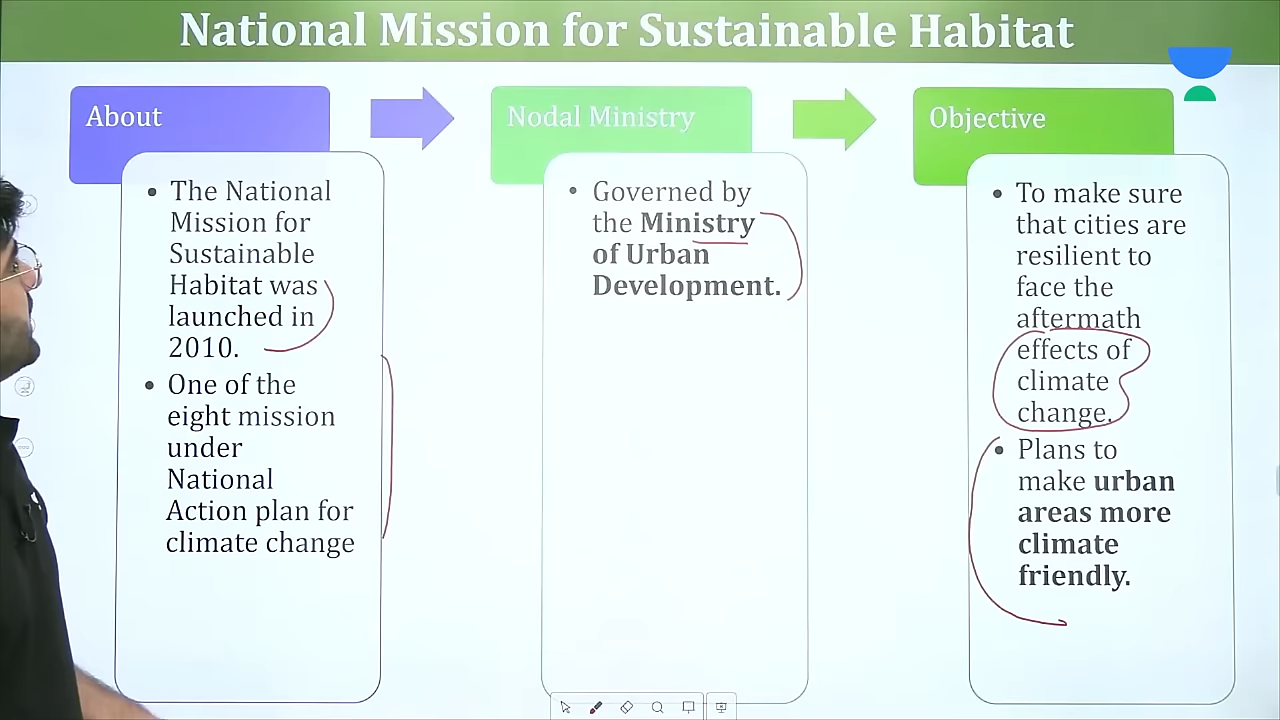 National Mission for Sustainable Habitat
About
The National
Mission for
Sustainable
Habitat was
launched in
2010.
One of the
eight mission
under
National
Action plan for
climate change
Nodal Ministry
Governed by
the Ministry
of Urban
Development.
Objective
To make sure
that cities are
resilient to
face the
aftermath
effects of
climate
change.
Plans to
make urban
areas more
climate
friendly.